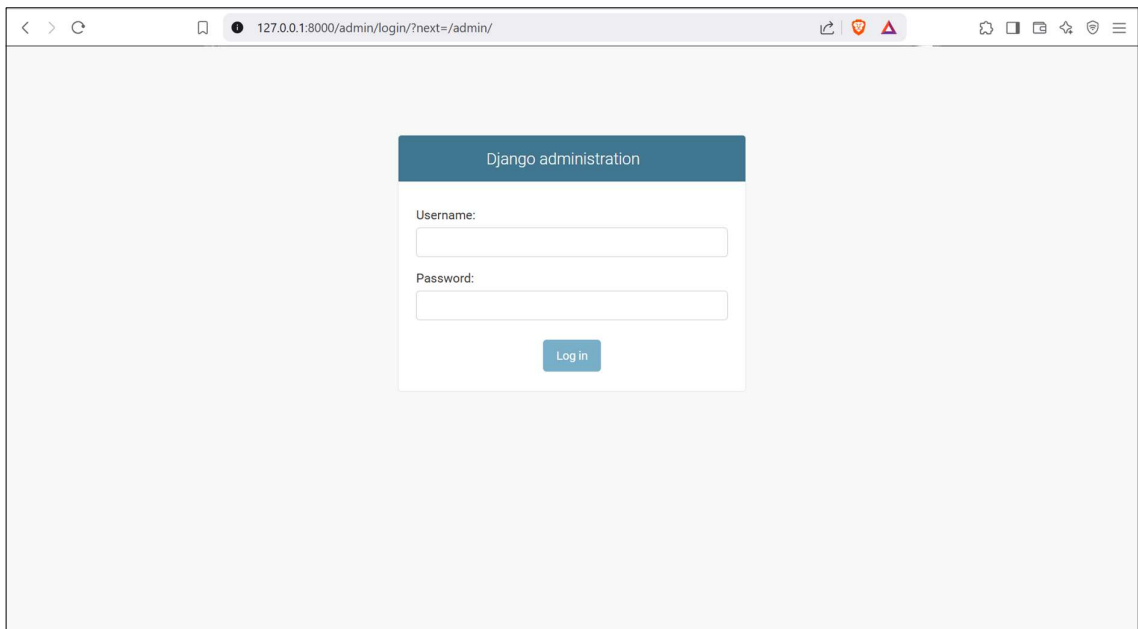 127.0.0.1:8000/admin/login/?next=/admin/
Django administration
Username:
Password:
Log in